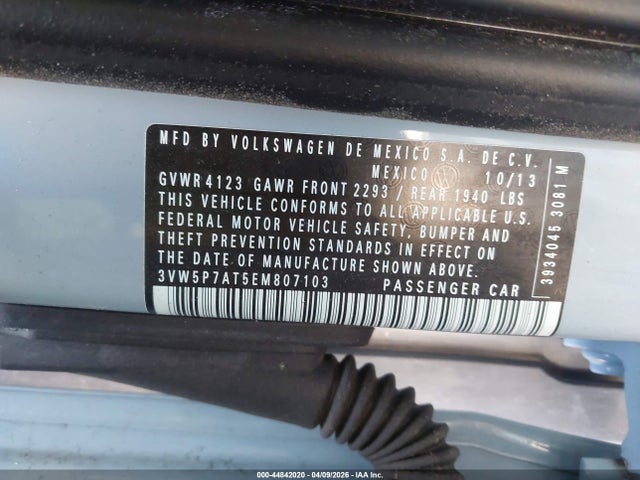 MFD BY VOLKSWAGEN DE MEXICO S.A. DE C.V.
MEXICO 10/13
GVWR 4123 GAWR FRONT 2293 / REAR 1940 LBS
THIS VEHICLE CONFORMS TO ALL APPLICABLE U.S.
FEDERAL MOTOR VEHICLE SAFETY, BUMPER AND
THEFT PREVENTION STANDARDS IN EFFECT ON
THE DATE OF MANUFACTURE SHOWN ABOVE.
3VW5P7AT5EM807103 PASSENGER CAR
3934045 3081 M
000-44842020 - 04/09/2026 - IAA Inc.